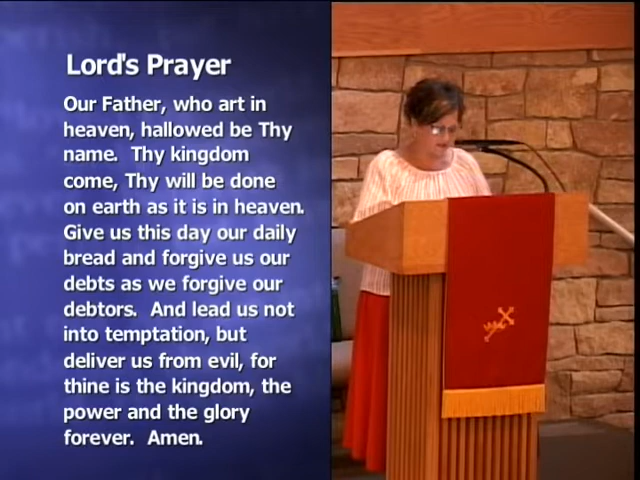 Lord's Prayer
Our Father, who art in
heaven, hallowed be Thy
name.  Thy kingdom
come, Thy will be done
on earth as it is in heaven.
Give us this day our daily
bread and forgive us our
debts as we forgive our
debtors.  And lead us not
into temptation, but
deliver us from evil, for
thine is the kingdom, the
power and the glory
forever.  Amen.